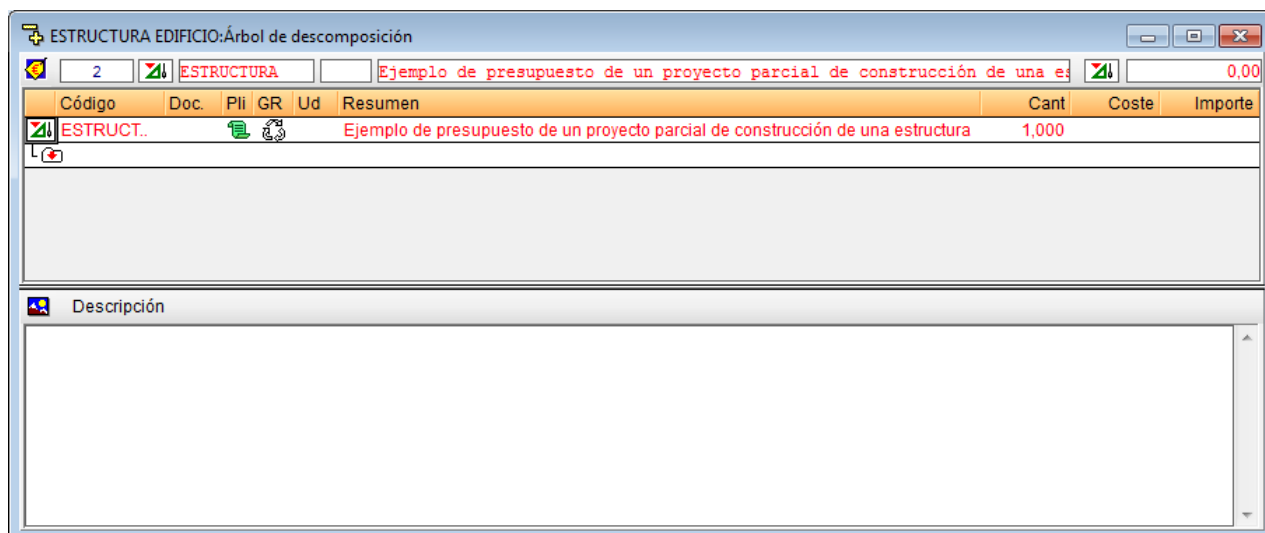 ESTRUCTURA EDIFICIO:Árbol de descomposición
2 ESTRUCTURA Ejemplo de presupuesto de un proyecto parcial de construcción de una es 0,00
Código Doc. Pli GR Ud Resumen Cant Coste Importe
ESTRUCT.. Ejemplo de presupuesto de un proyecto parcial de construcción de una estructura 1,000
Descripción